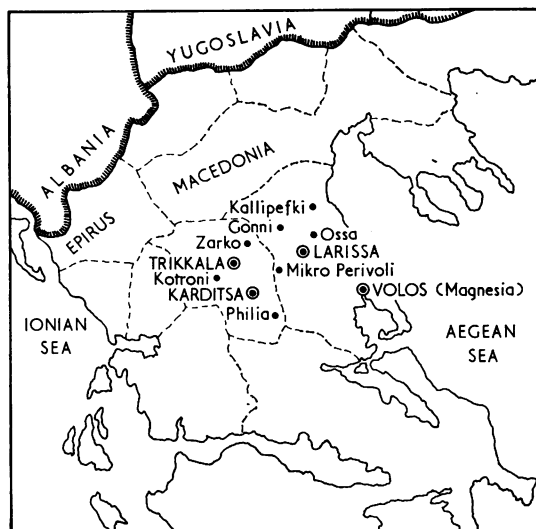 YUGOSLAVIA
ALBANIA
MACEDONIA
EPIRUS
Kallipefki
Gonni
Ossa
Zarko
LARISSA
TRIKKALA
Mikro Perivoli
Kotroni
KARDITSA
VOLOS (Magnesia)
Philia
IONIAN
SEA
AEGEAN
SEA